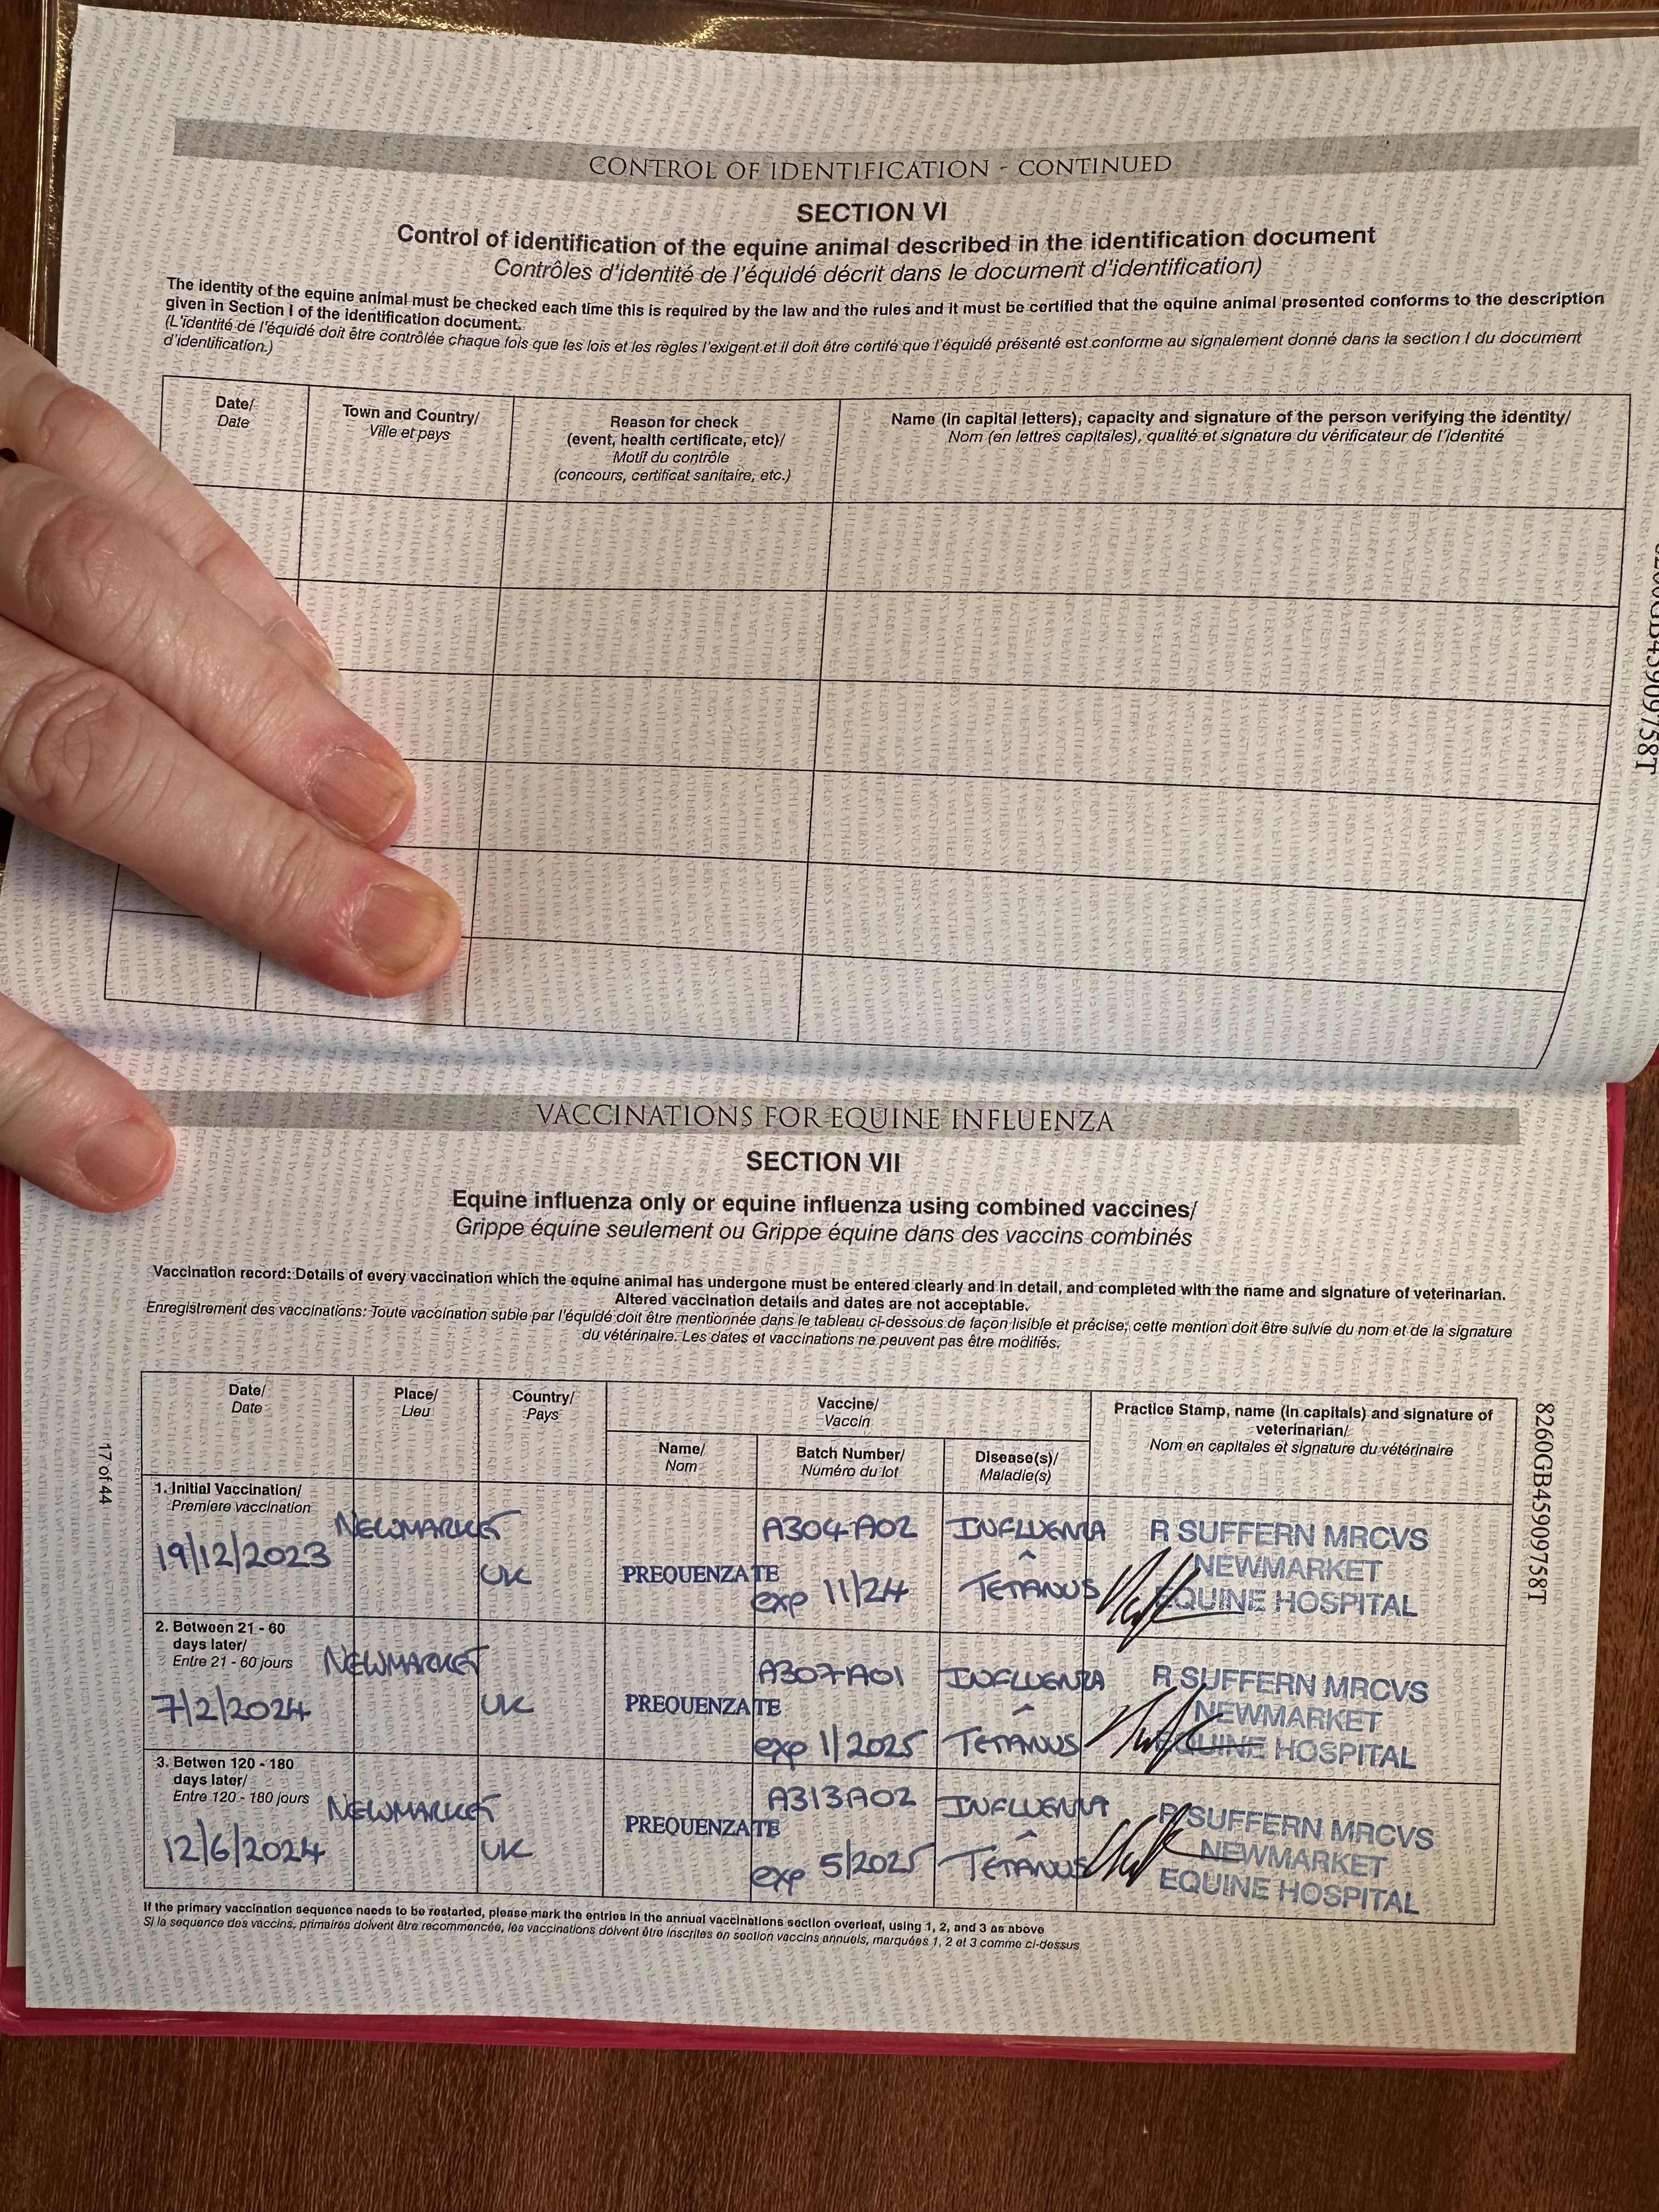 CONTROL OF IDENTIFICATION - CONTINUED
SECTION VI
Control of identification of the equine animal described in the identification document
Contrôles d'identité de l'équidé décrit dans le document d'identification)
The identity of the equine animal must be checked each time this is required by the law and the rules and it must be certified that the equine animal presented conforms to the description
given in Section I of the identification document.
(L'identité de l'équidé doit être contrôlée chaque fois que les lois et les règles l'exigent et il doit être certifé que l'équidé présenté est conforme au signalement donné dans la section I du document
d'identification.)
Date/
Date
Town and Country/
Ville et pays
Reason for check
(event, health certificate, etc)/
Motif du contrôle
(concours, certificat sanitaire, etc.)
Name (in capital letters), capacity and signature of the person verifying the identity/
Nom (en lettres capitales), qualité et signature du vérificateur de l'identité
8260GB45909758T
VACCINATIONS FOR EQUINE INFLUENZA
SECTION VII
Equine influenza only or equine influenza using combined vaccines/
Grippe équine seulement ou Grippe équine dans des vaccins combinés
Vaccination record: Details of every vaccination which the equine animal has undergone must be entered clearly and in detail, and completed with the name and signature of veterinarian.
Altered vaccination details and dates are not acceptable.
Enregistrement des vaccinations: Toute vaccination subie par l'équidé doit être mentionnée dans le tableau ci-dessous de façon lisible et précise, cette mention doit être suivie du nom et de la signature
du vétérinaire. Les dates et vaccinations ne peuvent pas être modifiés.
Date/
Date
Place/
Lieu
Country/
Pays
Vaccine/
Vaccin
Name/
Nom
Batch Number/
Numéro du lot
Disease(s)/
Maladie(s)
Practice Stamp, name (in capitals) and signature of
veterinarian/
Nom en capitales et signature du vétérinaire
1. Initial Vaccination/
Premiere vaccination
19/12/2023
NEWMARKET
UK
PREQUENZA TE
A304A02
exp 11/24
INFLUENZA
^
TETANUS
R SUFFERN MRCVS
NEWMARKET
EQUINE HOSPITAL
2. Between 21 - 60
days later/
Entre 21 - 60 jours
7/2/2024
NEWMARKET
UK
PREQUENZA TE
A307A01
exp 1/2025
INFLUENZA
^
TETANUS
R SUFFERN MRCVS
NEWMARKET
EQUINE HOSPITAL
3. Betwen 120 - 180
days later/
Entre 120 - 180 jours
12/6/2024
NEWMARKET
UK
PREQUENZA TE
A313A02
exp 5/2025
INFLUENZA
^
TETANUS
R SUFFERN MRCVS
NEWMARKET
EQUINE HOSPITAL
If the primary vaccination sequence needs to be restarted, please mark the entries in the annual vaccinations section overleaf, using 1, 2, and 3 as above
Si la sequence des vaccins, primaires doivent être recommencée, les vaccinations doivent être inscrites en section vaccins annuels, marquées 1, 2 et 3 comme ci-dessus
17 of 44
8260GB45909758T